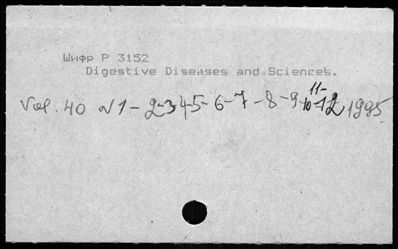 Шифр Р 3152
Digestive Diseases and Sciences.
Vol. 40 N 1-2-3-4-5-6-7-8-9-10-11-12 1995